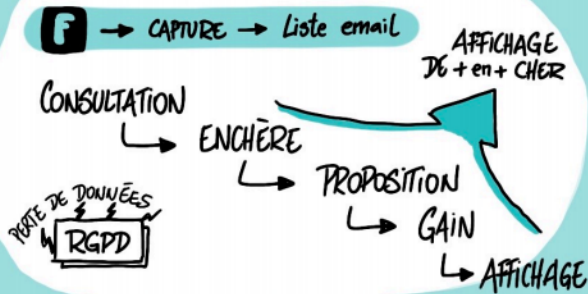 F → CAPTURE → Liste email
AFFICHAGE
DE + en + CHER
CONSULTATION
ENCHÈRE
PROPOSITION
GAIN
AFFICHAGE
PERTE DE DONNÉES
RGPD